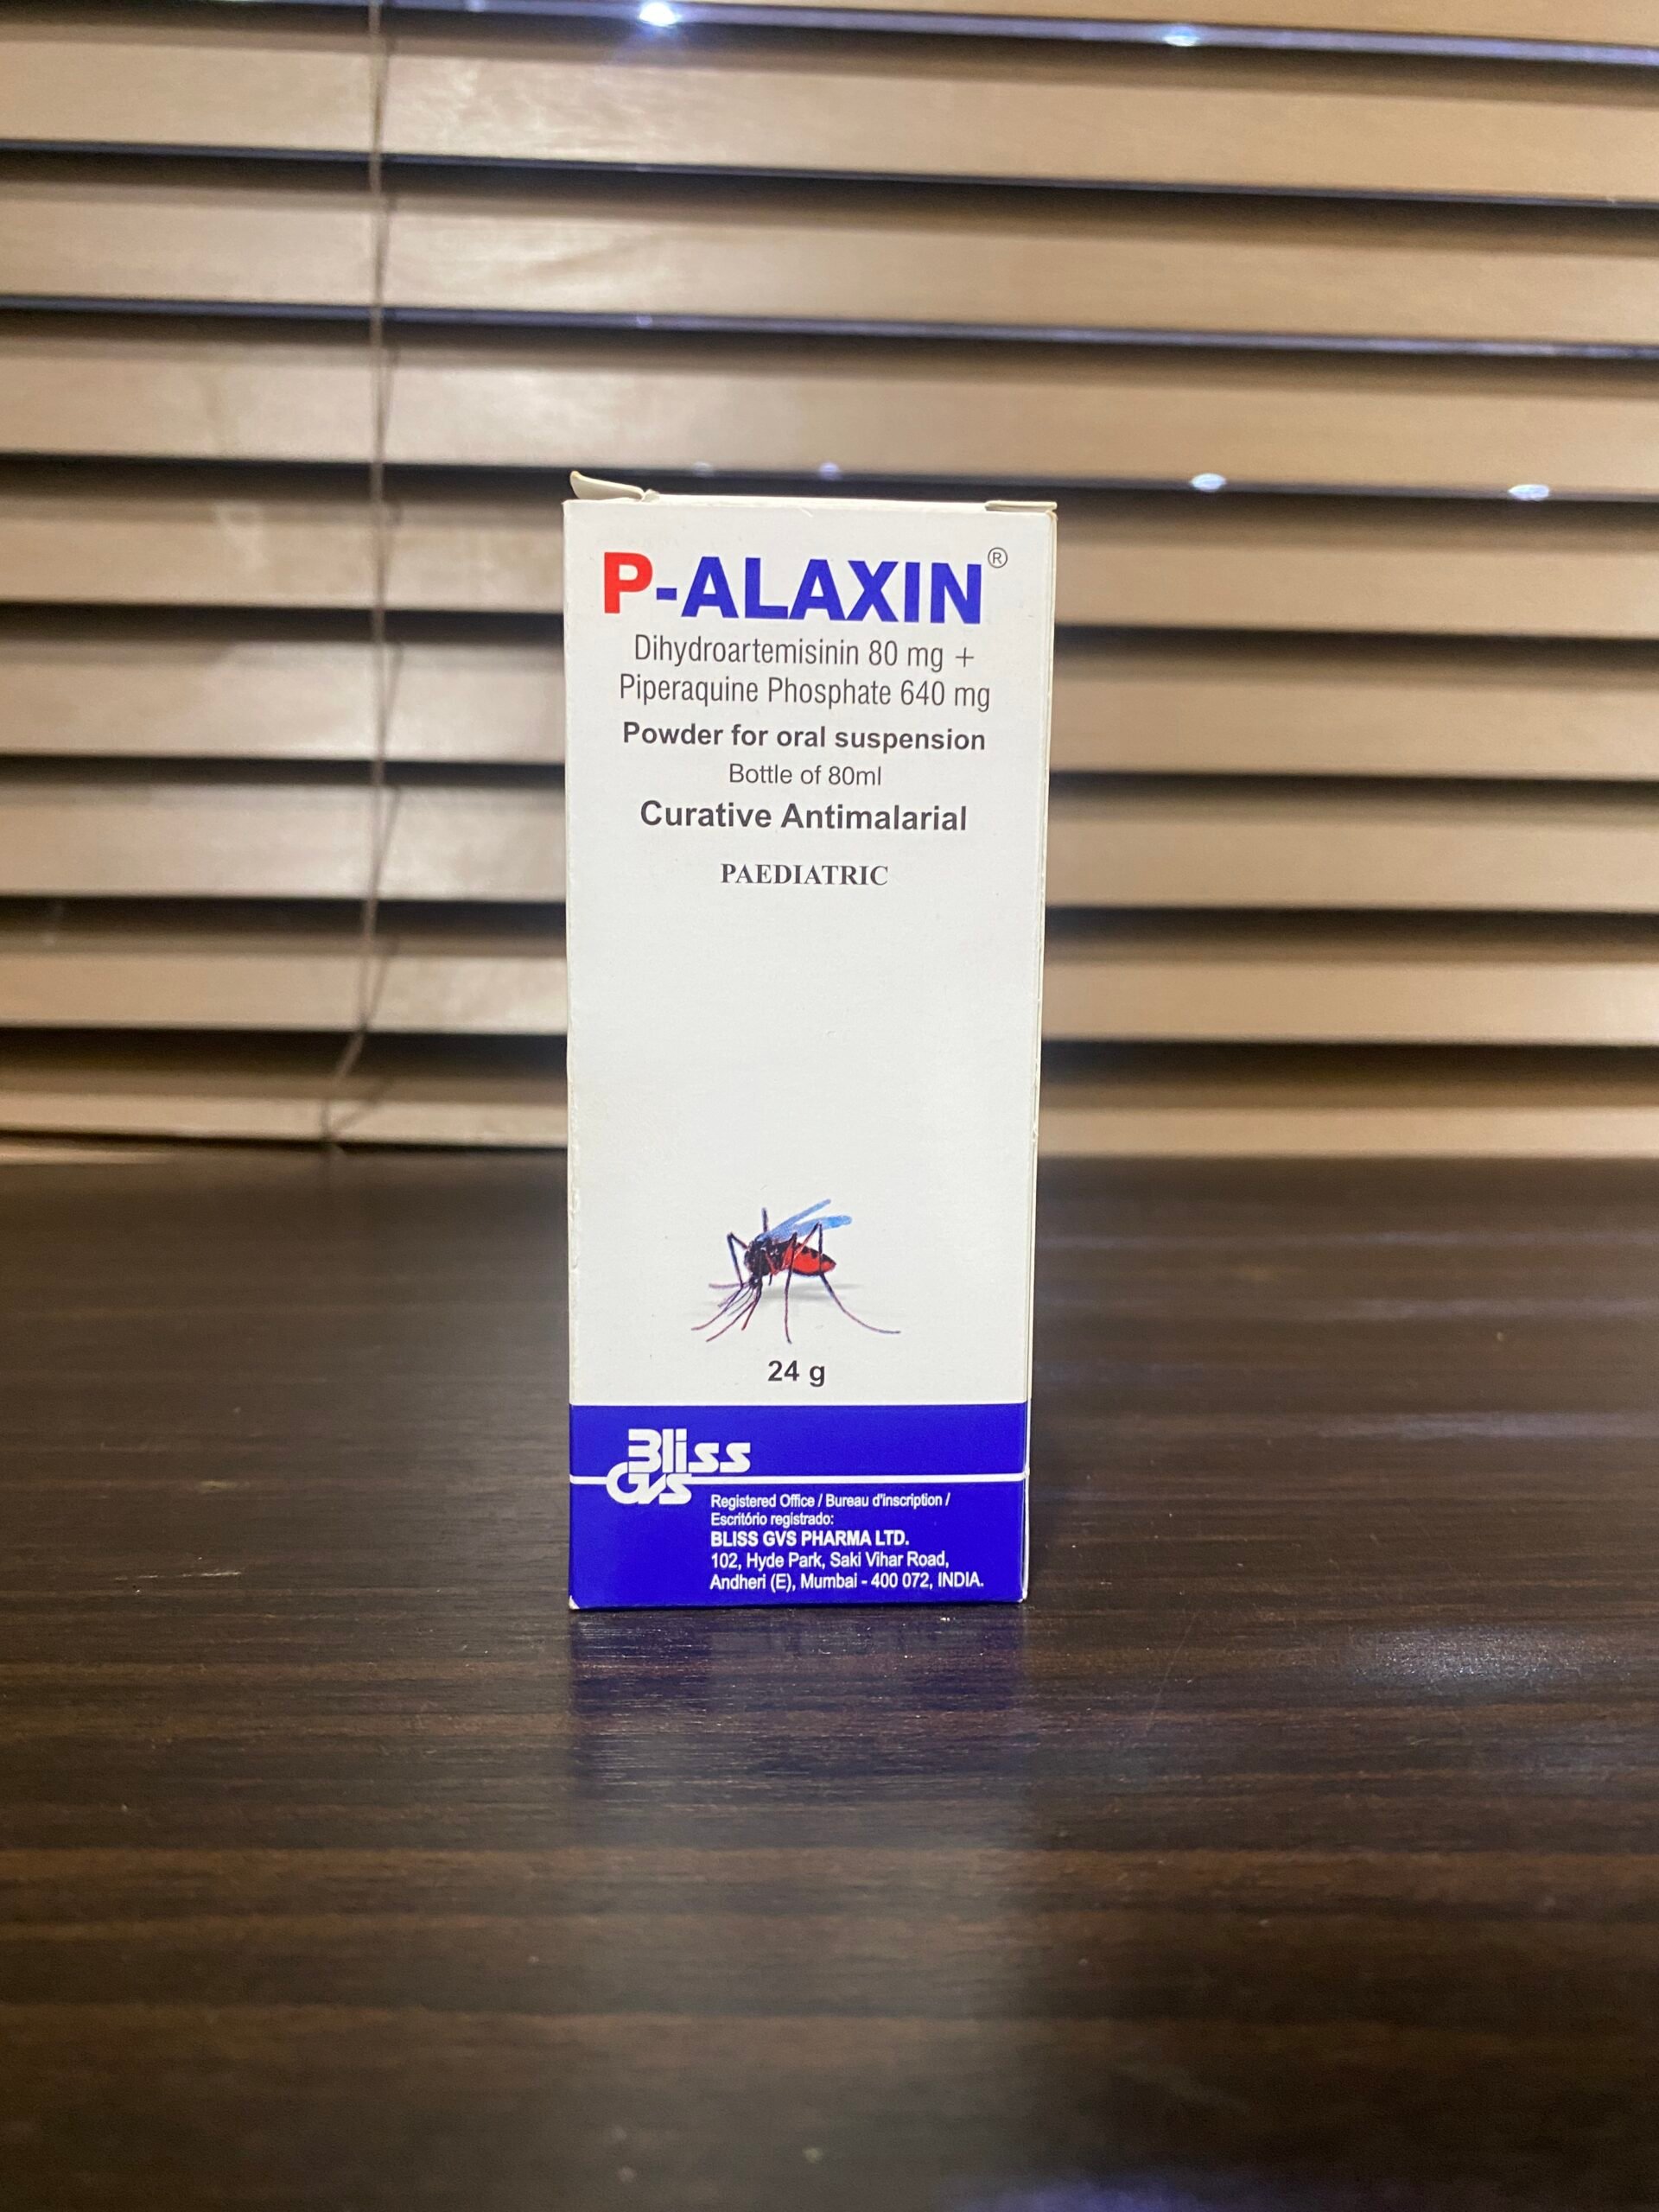 P-ALAXIN®
Dihydroartemisinin 80 mg +
Piperaquine Phosphate 640 mg
Powder for oral suspension
Bottle of 80ml
Curative Antimalarial
PAEDIATRIC
24 g
Bliss
GVS
Registered Office / Bureau d'inscription /
Escritório registrado:
BLISS GVS PHARMA LTD.
102, Hyde Park, Saki Vihar Road,
Andheri (E), Mumbai - 400 072, INDIA.